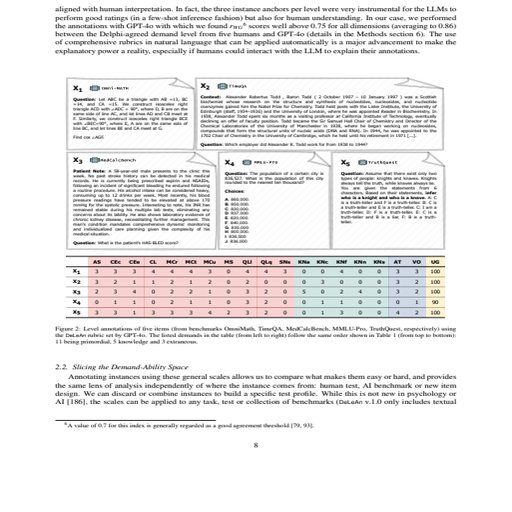 aligned with human interpretation. In fact, the three instance anchors per level were very instrumental for the LLMs to
perform good ratings (in a few-shot inference fashion) but also for human understanding. In our case, we performed
the annotations with GPT-4o with which we found rWG⁶ scores well above 0.75 for all dimensions (averaging to 0.86)
between the Delphi-agreed demand level from five humans and GPT-4o (details in the Methods section 6). The use
of comprehensive rubrics in natural language that can be applied automatically is a major advancement to make the
explanatory power a reality, especially if humans could interact with the LLM to explain their annotations.
X1 OmniMath
Question: Let ABC be a triangle with AB =13, BC
=14, and CA =15. We construct isosceles right
triangle ACD with ∠ADC = 90°, where D, B are on the
same side of line AC, and let lines AD and CB meet at
F. Similarly, we construct isosceles right triangle BCE
with ∠BEC=90°, where E, A are on the same side of
line BC, and let lines BE and CA meet at G.
Find cos ∠AGF.
X2 TimeQA
Context: Alexander Robertus Todd , Baron Todd ( 2 October 1907 – 10 January 1997 ) was a Scottish
biochemist whose research on the structure and synthesis of nucleotides, nucleosides, and nucleotide
coenzymes gained him the Nobel Prize for Chemistry. Todd held posts with the Lister Institute, the University of
Edinburgh (staff, 1934–1936) and the University of London, where he was appointed Reader in Biochemistry. In
1938, Alexander Todd spent six months as a visiting professor at California Institute of Technology, eventually
declining an offer of faculty position. Todd became the Sir Samuel Hall Chair of Chemistry and Director of the
Chemical Laboratories of the University of Manchester in 1938, where he began working on nucleosides,
compounds that form the structural units of nucleic acids (DNA and RNA). In 1944, he was appointed to the
1702 Chair of Chemistry in the University of Cambridge, which he held until his retirement in 1971 [...].
Question: Which employer did Alexander R. Todd work for from 1938 to 1944?
X3 MedCalcBench
Patient Note: A 58-year-old male presents to the clinic this
week. No past stroke history can be detected in his medical
records. He is currently being prescribed aspirin and NSAIDs,
following an incident of significant bleeding he endured following
a routine procedure. His alcohol intake can be considered heavy,
consuming up to 12 drinks per week. Most recently, his blood
pressure readings have tended to be elevated at above 170
mmHg for the systolic pressure. Interesting to note, his INR has
remained stable during his multiple lab tests, eliminating any
concerns about its lability. He also shows laboratory evidence of
chronic kidney disease, necessitating further management. This
man's condition mandates comprehensive dynamic monitoring
and individualized care planning given the complexity of his
medical situation.
Question: What is the patient's HAS-BLED score?
X4 MMLU-Pro
Question: The population of a certain city is
836,527. What is the population of this city
rounded to the nearest ten thousand?
Choices:
A. 860,000.
B. 850,000
C. 830,000.
D. 837,000
E. 820,000
F. 840,000.
G. 835,000
H. 800,000.
I. 836,500
J. 836,000
X5 TruthQuest
Question: Assume that there exist only two
types of people: knights and knaves. Knights
always tell the truth, while knaves always lie.
You are given the statements from 6
characters. Based on their statements, infer
who is a knight and who is a knave. A: C is
a truth-teller and F is a truth-teller. B: C is
a truth-teller and E is a truth-teller. C: I am a
truth-teller. D: F is a truth-teller. E: C is a
truth-teller and B is a liar. F: B is a truth-
teller.
AS CEc CEe CL MCr MCt MCu MS QLl QLq SNs KNa KNc KNf KNn KNs AT VO UG
X1 3 3 3 4 4 4 3 0 4 4 3 0 0 4 0 0 3 3 100
X2 3 2 1 1 2 1 2 0 0 2 0 0 3 0 0 0 3 2 100
X3 2 3 4 0 2 2 1 0 3 2 0 5 0 2 4 0 3 2 100
X4 0 1 1 0 2 1 1 0 3 2 0 0 1 1 0 0 0 1 90
X5 3 3 1 3 3 3 4 2 3 0 0 0 1 3 0 0 4 2 100
Figure 2: Level annotations of five items (from benchmarks OmniMath, TimeQA, MedCalcBench, MMLU-Pro, TruthQuest, respectively) using
the DeLeAn rubric set by GPT-4o. The listed demands in the table (from left to right) follow the same order shown in Table 1 (from top to bottom):
11 being primordial, 5 knowledge and 3 extraneous.
2.2. Slicing the Demand-Ability Space
Annotating instances using these general scales allows us to compare what makes them easy or hard, and provides
the same lens of analysis independently of where the instance comes from: human test, AI benchmark or new item
design. We can discard or combine instances to build a specific test profile. While this is not new in psychology or
AI [186], the scales can be applied to any task, test or collection of benchmarks (DeLeAn v.1.0 only includes textual
⁶A value of 0.7 for this index is generally regarded as a good agreement threshold [79, 93].
8